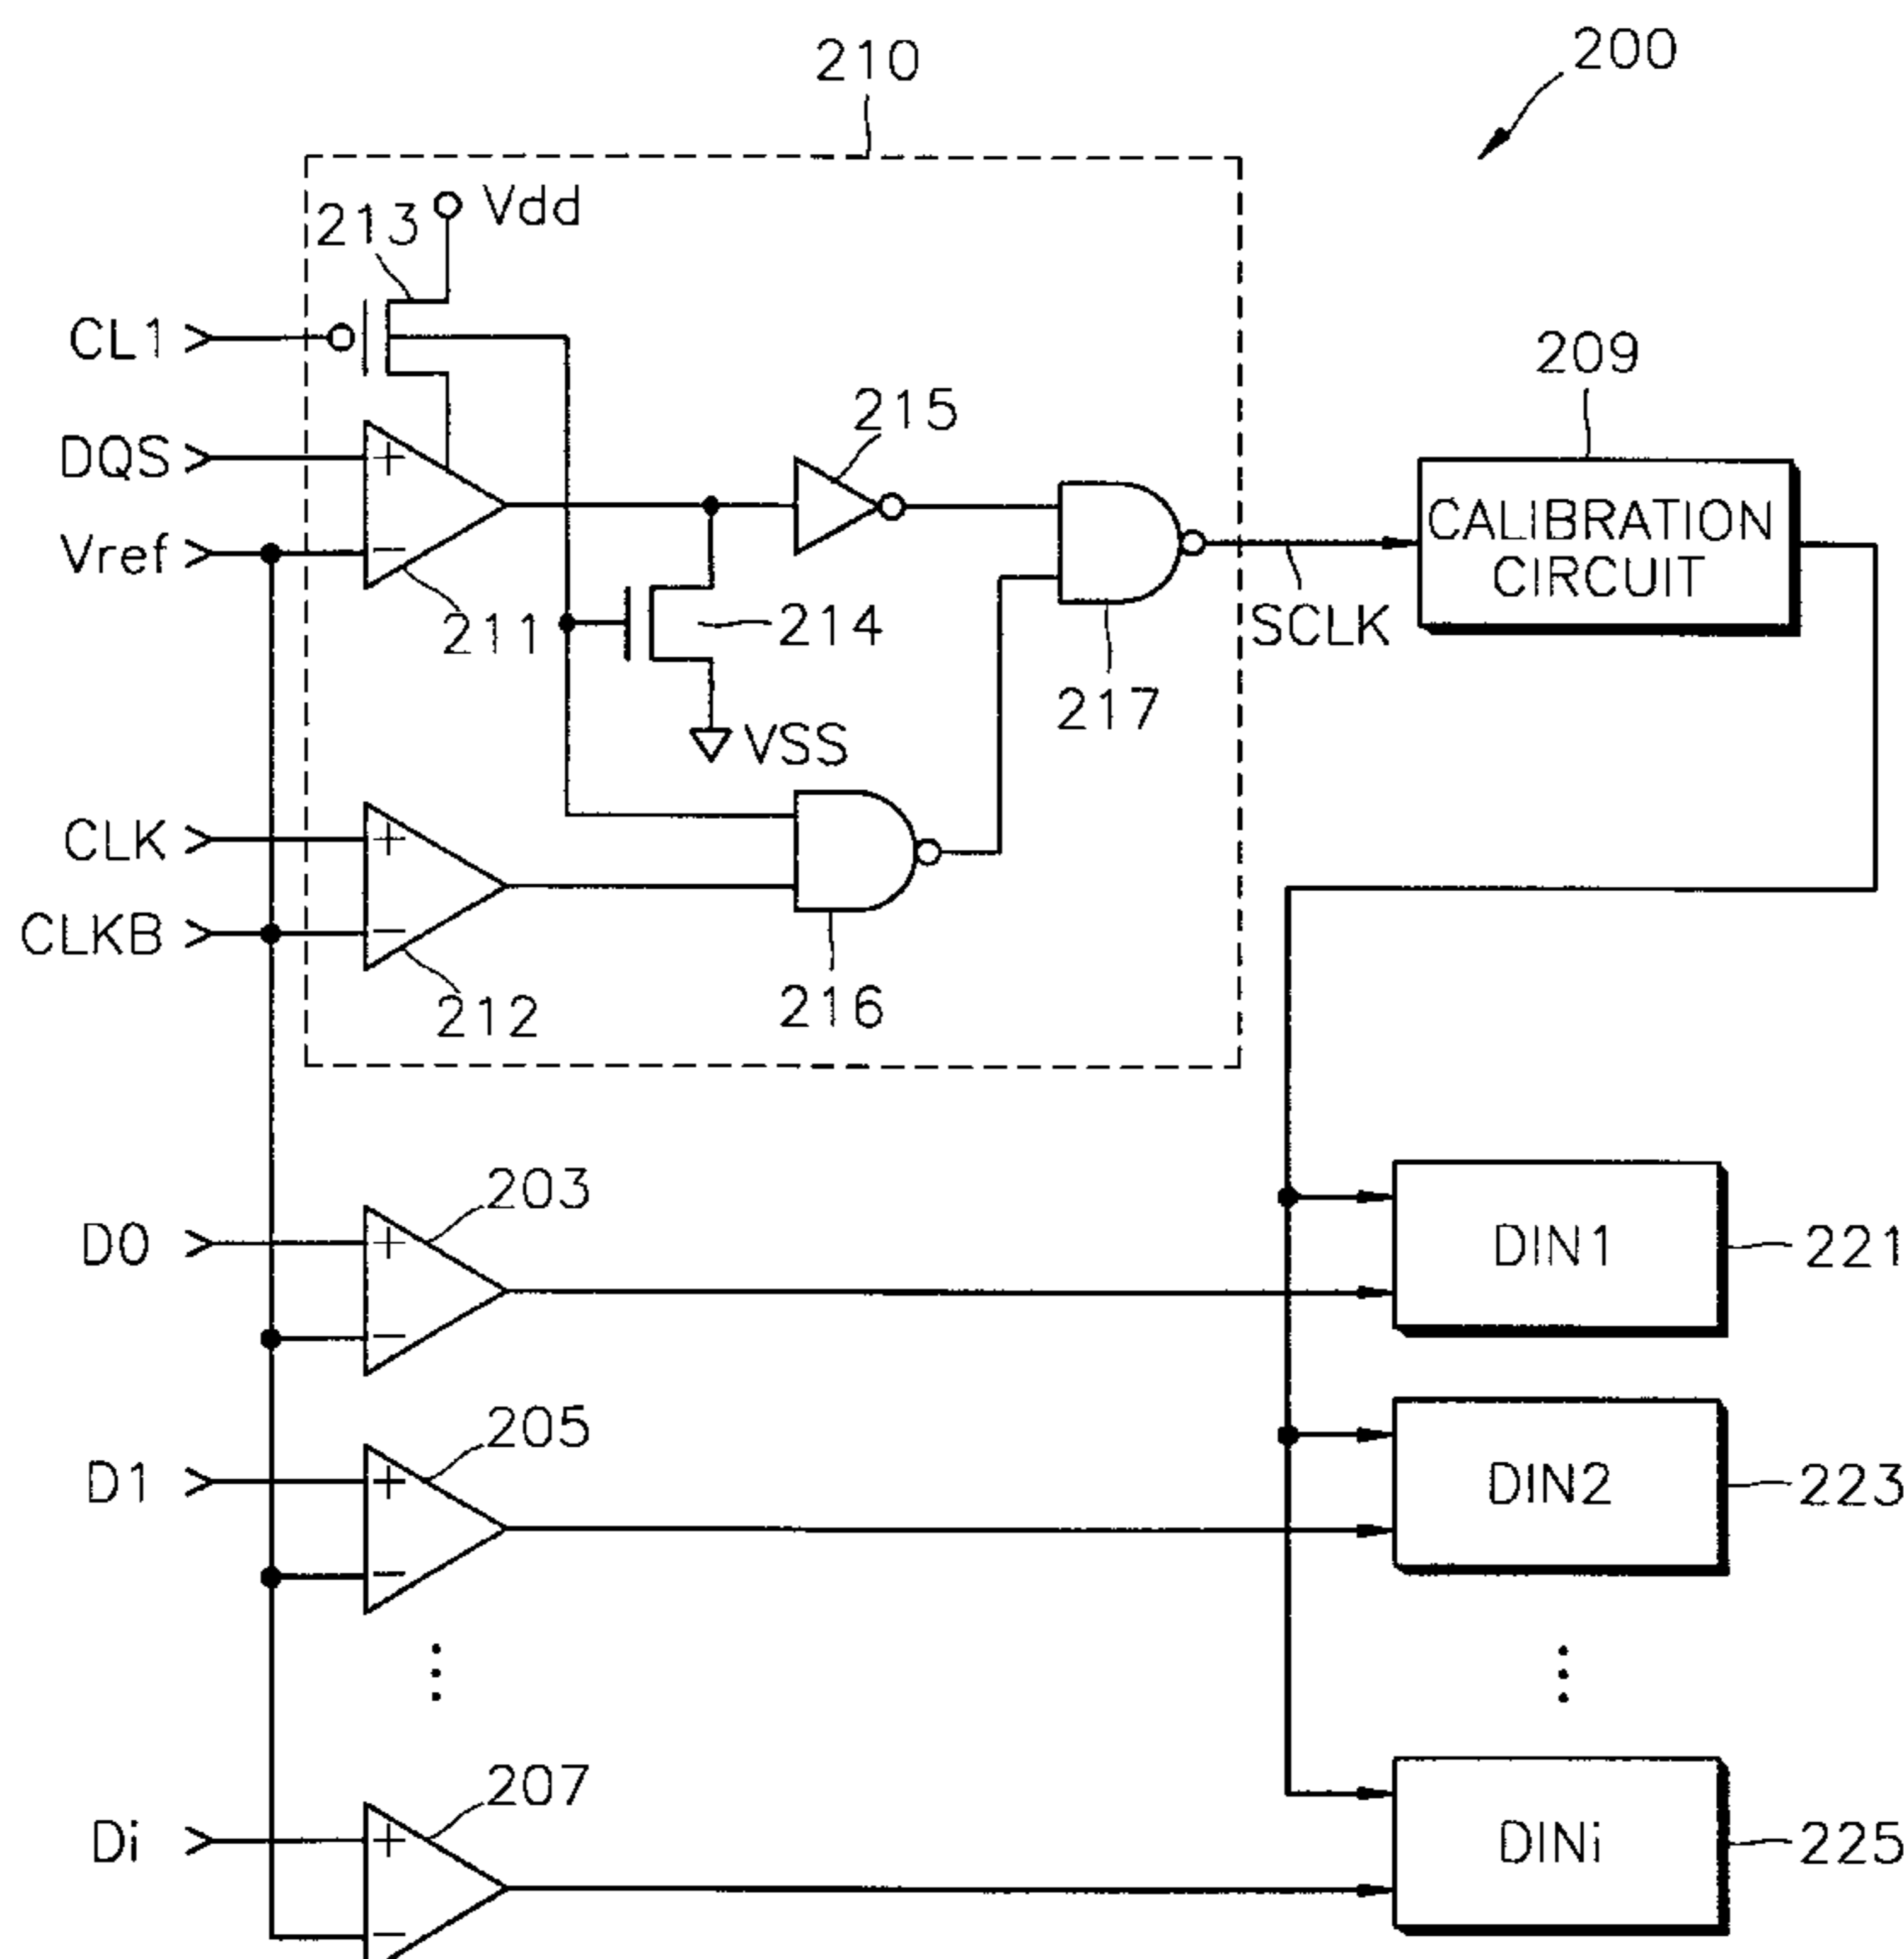 210
200
213
Vdd
CL1
209
215
DQS
CALIBRATION
CIRCUIT
Vref
211
214
SCLK
217
VSS
CLK
CLKB
216
212
203
D0
DIN1
221
205
D1
DIN2
223
207
Di
DINi
225